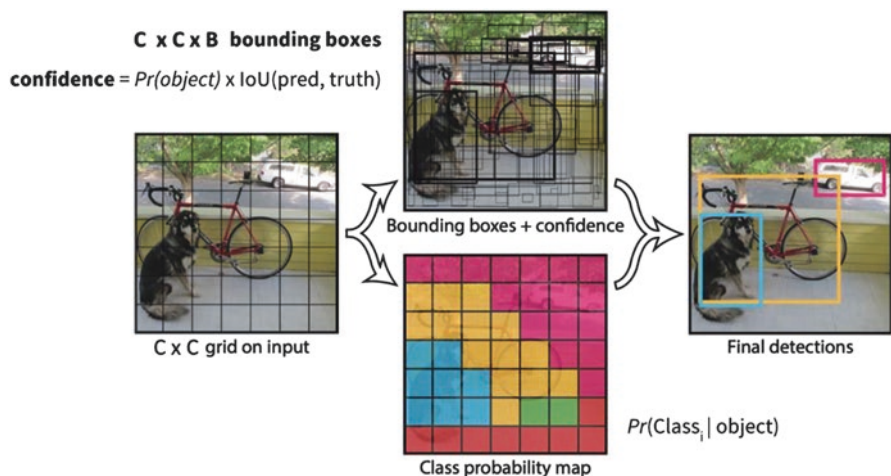 C x C x B bounding boxes
confidence = Pr(object) x IoU(pred, truth)
Bounding boxes + confidence
C x C grid on input
Final detections
Pr(Class_i | object)
Class probability map